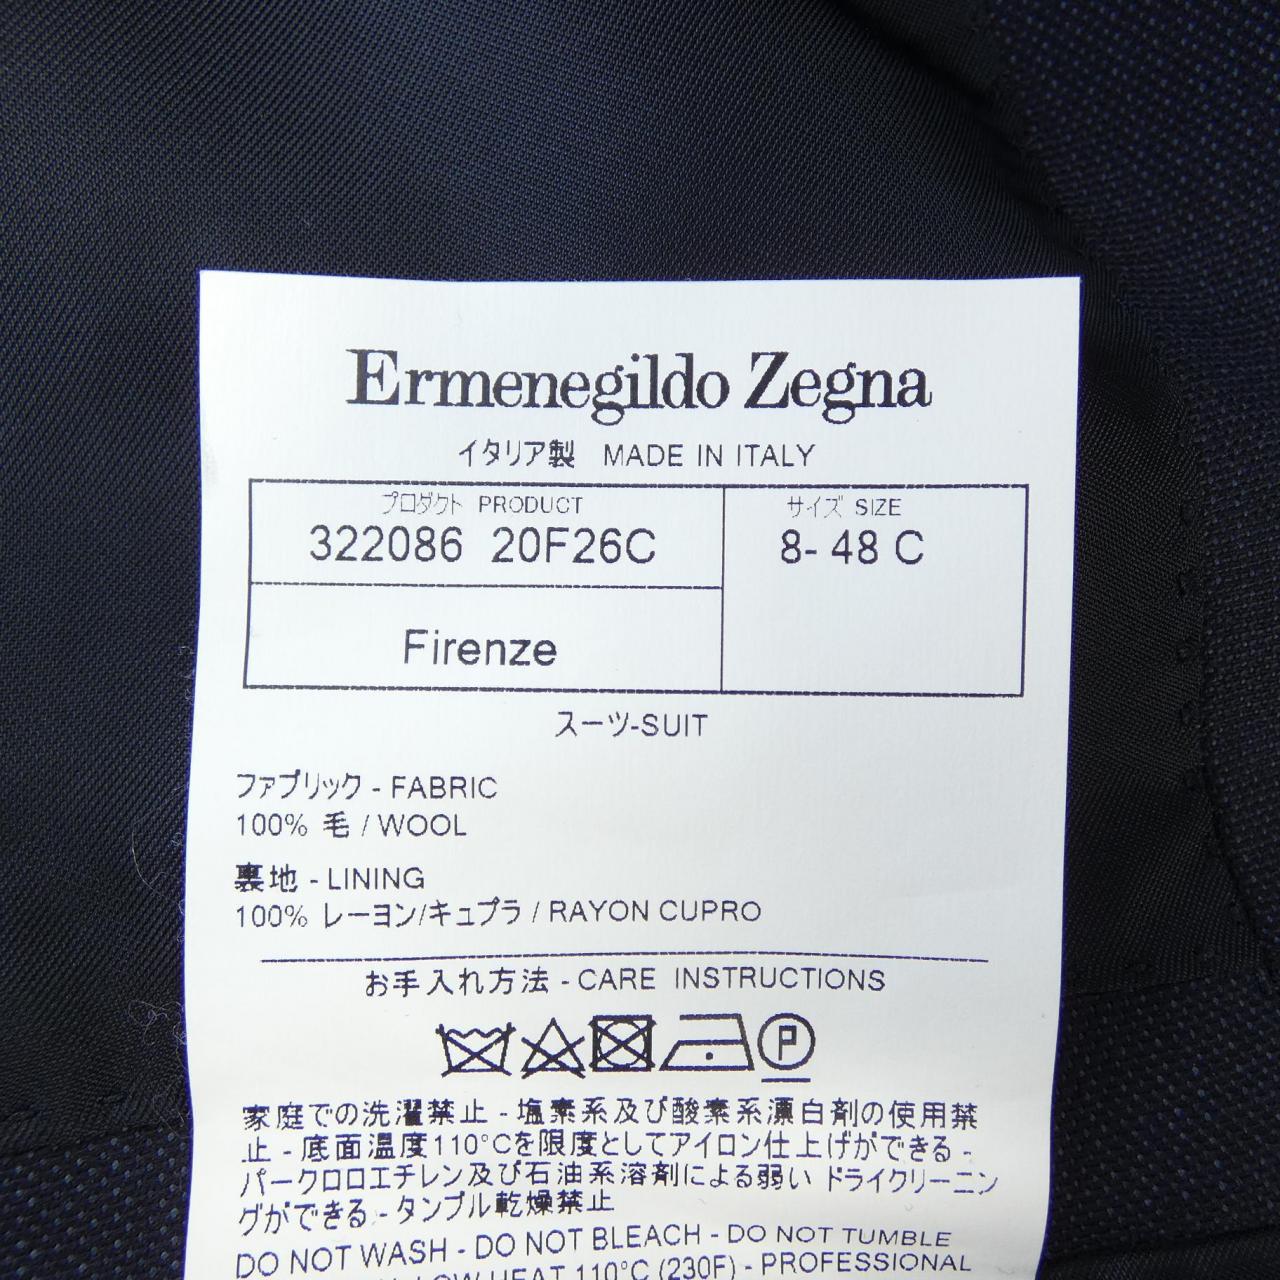 Ermenegildo Zegna
イタリア製 MADE IN ITALY
プロダクト PRODUCT
322086 20F26C
サイズ SIZE
8- 48 C
Firenze
スーツ-SUIT
ファブリック - FABRIC
100% 毛 / WOOL
裏地 - LINING
100% レーヨン/キュプラ / RAYON CUPRO
お手入れ方法 - CARE INSTRUCTIONS
P
家庭での洗濯禁止 - 塩素系及び酸素系漂白剤の使用禁
止 - 底面温度110°Cを限度としてアイロン仕上げができる -
パークロロエチレン及び石油系溶剤による弱い ドライクリーニン
グができる - タンブル乾燥禁止
DO NOT WASH - DO NOT BLEACH - DO NOT TUMBLE
LOW HEAT 110°C (230F) - PROFESSIONAL